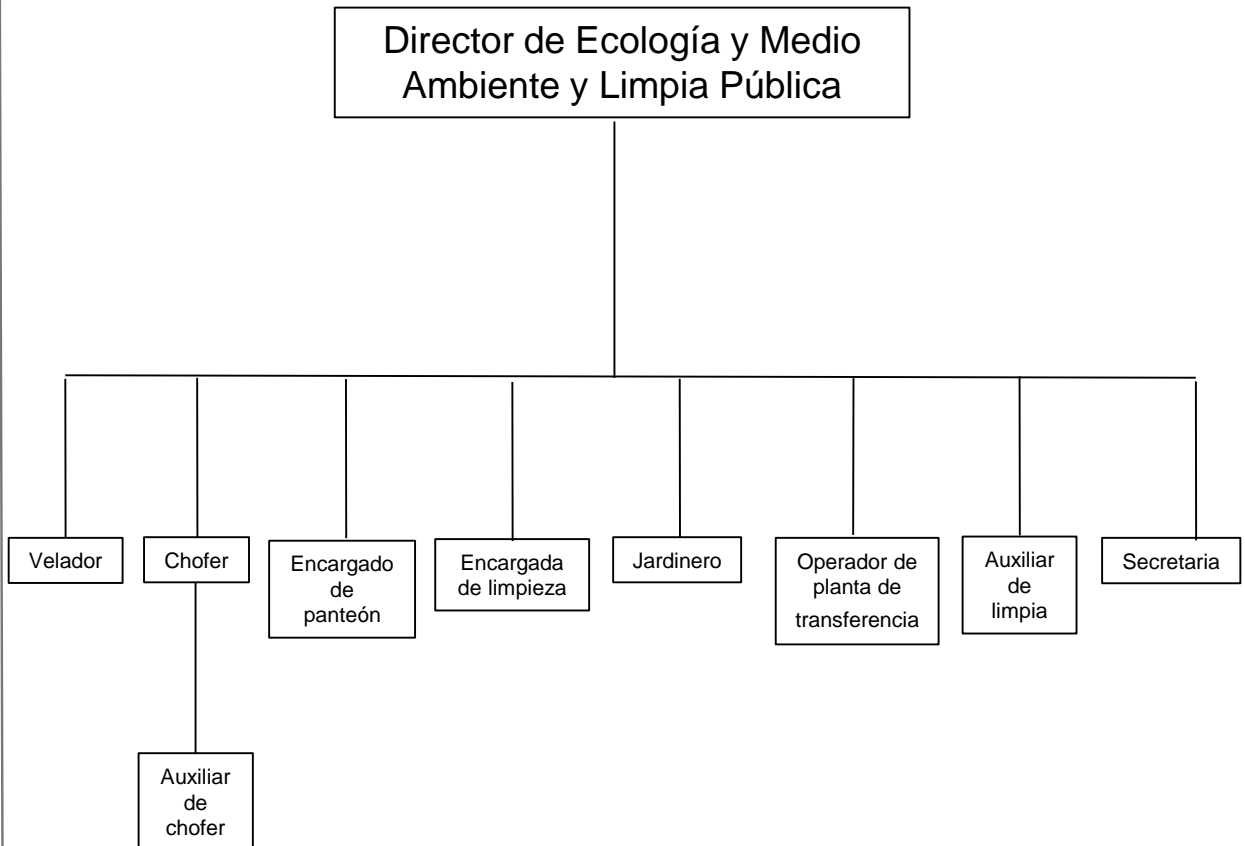 Director de Ecología y Medio
Ambiente y Limpia Pública
Velador
Chofer
Encargado
de
panteón
Encargada
de limpieza
Jardinero
Operador de
planta de
transferencia
Auxiliar
de
limpia
Secretaria
Auxiliar
de
chofer